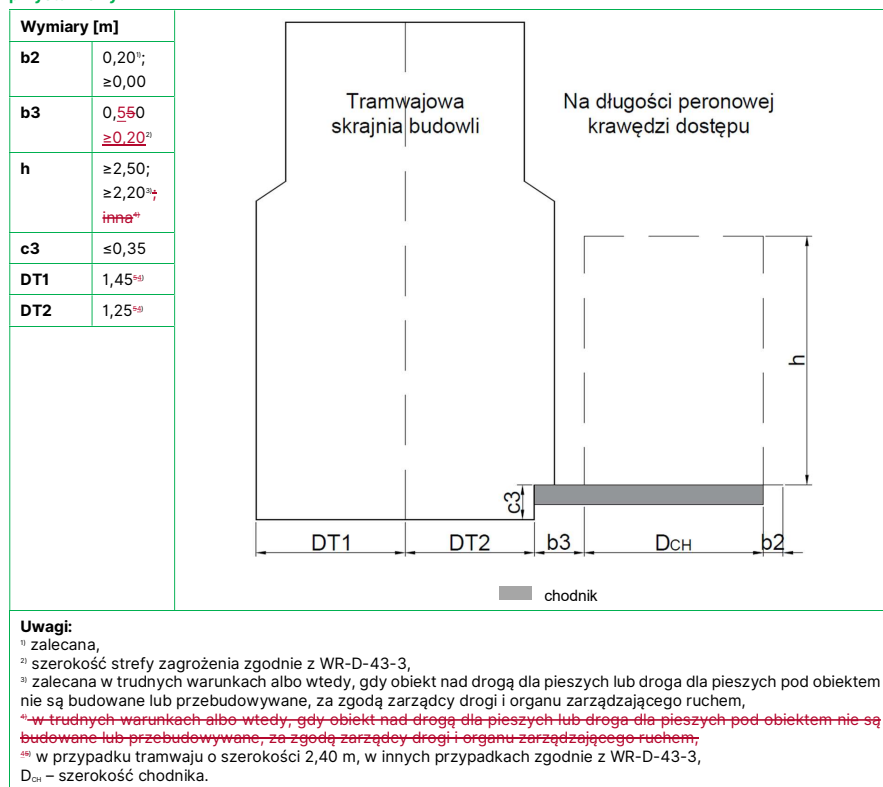 Wymiary [m]
b2 0,20¹⁾;
≥0,00
b3 0,550
≥0,20²⁾
h ≥2,50;
≥2,20³⁾;
inna⁴⁾
c3 ≤0,35
DT1 1,45⁵⁴⁾
DT2 1,25⁵⁴⁾
Tramwajowa
skrajnia budowli
Na długości peronowej
krawędzi dostępu
h
c3
DT1 DT2 b3 DCH b2
chodnik
Uwagi:
¹⁾ zalecana,
²⁾ szerokość strefy zagrożenia zgodnie z WR-D-43-3,
³⁾ zalecana w trudnych warunkach albo wtedy, gdy obiekt nad drogą dla pieszych lub droga dla pieszych pod obiektem
nie są budowane lub przebudowywane, za zgodą zarządcy drogi i organu zarządzającego ruchem,
⁴⁾ w trudnych warunkach albo wtedy, gdy obiekt nad drogą dla pieszych lub droga dla pieszych pod obiektem nie są
budowane lub przebudowywane, za zgodą zarządcy drogi i organu zarządzającego ruchem;
⁴⁵⁾ w przypadku tramwaju o szerokości 2,40 m, w innych przypadkach zgodnie z WR-D-43-3,
DCH – szerokość chodnika.